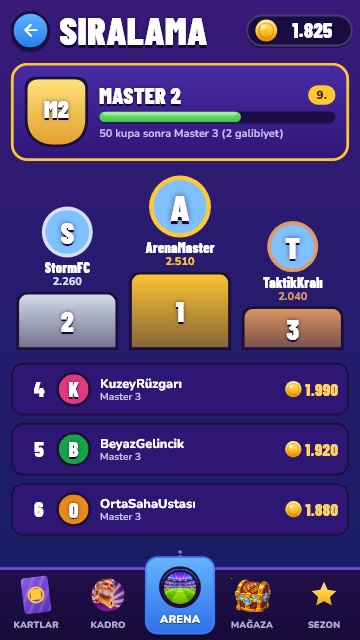 SIRALAMA
1.825
M2
MASTER 2
9.
50 kupa sonra Master 3 (2 galibiyet)
A
ArenaMaster
2.510
S
StormFC
2.260
T
TaktikKralı
2.040
2
1
3
4 K KuzeyRüzgarı
Master 3
1.990
5 B BeyazGelincik
Master 3
1.920
6 O OrtaSahaUstası
Master 3
1.880
KARTLAR
KADRO
ARENA
MAĞAZA
SEZON